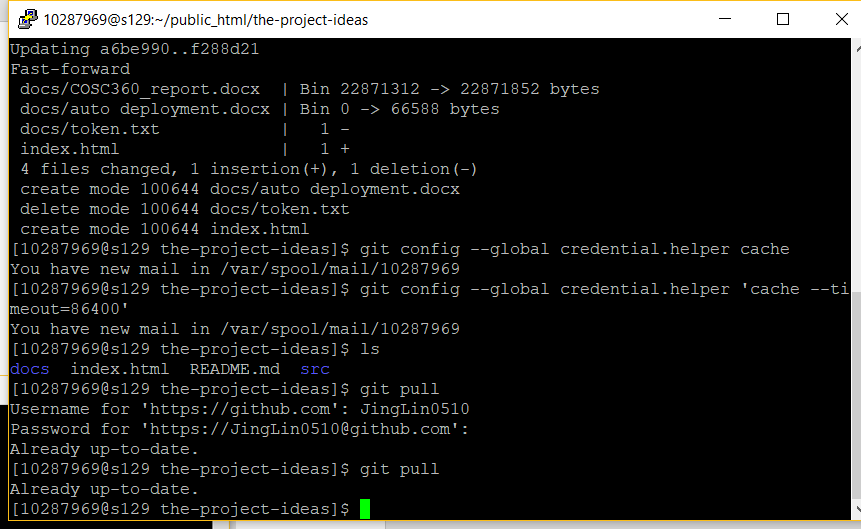 10287969@s129:~/public_html/the-project-ideas
Updating a6be990..f288d21
Fast-forward
 docs/COSC360_report.docx  | Bin 22871312 -> 22871852 bytes
 docs/auto deployment.docx | Bin 0 -> 66588 bytes
 docs/token.txt            |   1 -
 index.html                |   1 +
 4 files changed, 1 insertion(+), 1 deletion(-)
 create mode 100644 docs/auto deployment.docx
 delete mode 100644 docs/token.txt
 create mode 100644 index.html
[10287969@s129 the-project-ideas]$ git config --global credential.helper cache
You have new mail in /var/spool/mail/10287969
[10287969@s129 the-project-ideas]$ git config --global credential.helper 'cache --ti
meout=86400'
You have new mail in /var/spool/mail/10287969
[10287969@s129 the-project-ideas]$ ls
docs  index.html  README.md  src
[10287969@s129 the-project-ideas]$ git pull
Username for 'https://github.com': JingLin0510
Password for 'https://JingLin0510@github.com':
Already up-to-date.
[10287969@s129 the-project-ideas]$ git pull
Already up-to-date.
[10287969@s129 the-project-ideas]$